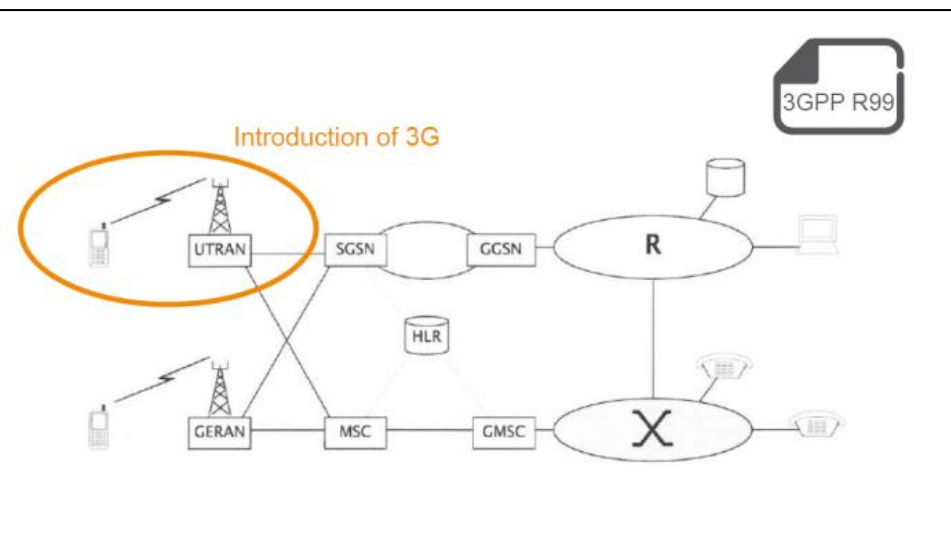 3GPP R99
Introduction of 3G
UTRAN
SGSN
GGSN
R
HLR
GERAN
MSC
GMSC
X